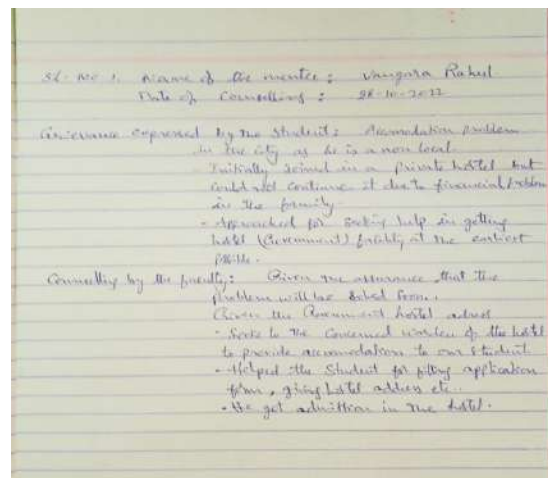 Sl. No 1. Name of the mentee: Vangara Rahul
Date of Counselling: 28-10-2022
Grievance expressed by the Students: Accomodation problem
in the city as he is a non local
- Initially joined in a private hostel but
could not continue it due to financial problem
in the family.
- Approached for seeking help in getting
hostel (Government) facility at the earliest
Counselling by the faculty: Given the assurance that the
problem will be solved soon.
Given the Government hostel
- Spoke to the concerned warden of the hostel
to provide accomodation to our student
- Helped the Student for filling application
form, giving hostel address etc..
- He got admittion in the hostel.